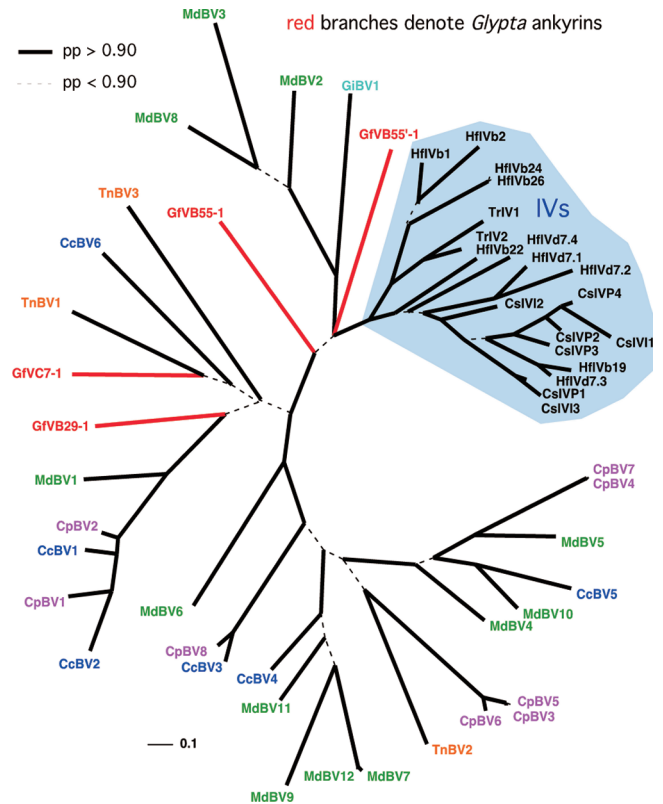 MdBV3
red branches denote Glypta ankyrins
pp > 0.90
pp < 0.90
MdBV2
GiBV1
MdBV8
GfVB55'-1
HfIVb2
HfIVb1
HfIVb24
HfIVb26
IVs
TnBV3
GfVB55-1
TrIV1
TrIV2
HfIVd7.4
HfIVb22
HfIVd7.1
HfIVd7.2
CcBV6
CsIVP4
CsIVI2
TnBV1
CsIVP2
CsIVI1
CsIVP3
HfIVb19
GfVC7-1
HfIVd7.3
CsIVP1
CsIVI3
GfVB29-1
CpBV7
CpBV4
MdBV1
CpBV2
MdBV5
CcBV1
CcBV5
CpBV1
MdBV6
MdBV10
MdBV4
CpBV8
CcBV3
CcBV2
CcBV4
MdBV11
CpBV5
CpBV6
CpBV3
0.1
TnBV2
MdBV12
MdBV7
MdBV9